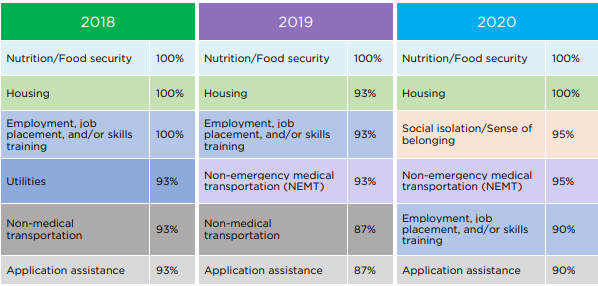 2018
Nutrition/Food security 100%
Housing 100%
Employment, job
placement, and/or skills
training 100%
Utilities 93%
Non-medical
transportation 93%
Application assistance 93%
2019
Nutrition/Food security 100%
Housing 93%
Employment, job
placement, and/or skills
training 93%
Non-emergency medical
transportation (NEMT) 93%
Non-medical
transportation 87%
Application assistance 87%
2020
Nutrition/Food security 100%
Housing 100%
Social isolation/Sense of
belonging 95%
Non-emergency medical
transportation (NEMT) 95%
Employment, job
placement, and/or skills
training 90%
Application assistance 90%